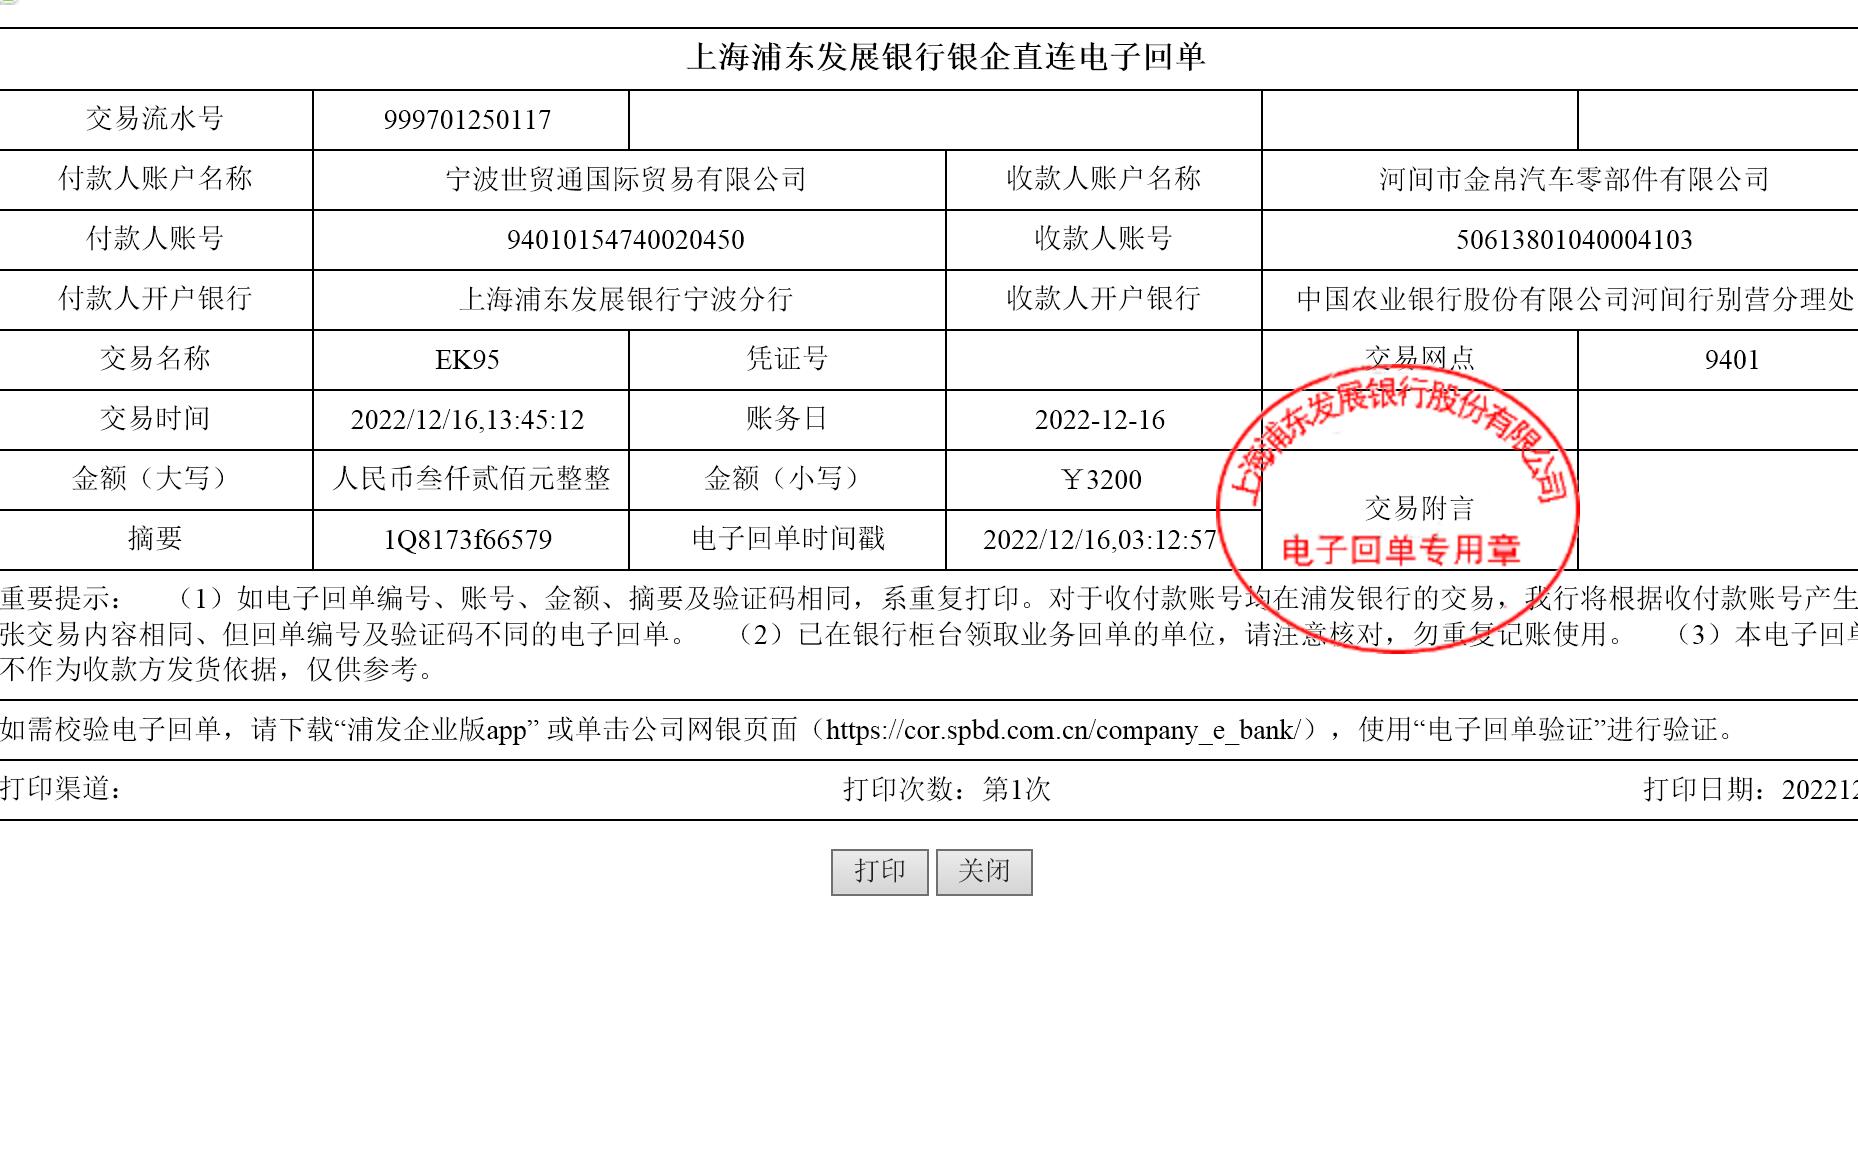 上海浦东发展银行银企直连电子回单
交易流水号 999701250117
付款人账户名称 宁波世贸通国际贸易有限公司 收款人账户名称 河间市金帛汽车零部件有限公司
付款人账号 94010154740020450 收款人账号 50613801040004103
付款人开户银行 上海浦东发展银行宁波分行 收款人开户银行 中国农业银行股份有限公司河间行别营分理处
交易名称 EK95 凭证号 交易网点 9401
交易时间 2022/12/16,13:45:12 账务日 2022-12-16
金额（大写） 人民币叁仟贰佰元整整 金额（小写） ￥3200
交易附言
摘要 1Q8173f66579 电子回单时间戳 2022/12/16,03:12:57
上海浦东发展银行股份有限公司
电子回单专用章
重要提示： （1）如电子回单编号、账号、金额、摘要及验证码相同，系重复打印。对于收付款账号均在浦发银行的交易，我行将根据收付款账号产生
张交易内容相同、但回单编号及验证码不同的电子回单。 （2）已在银行柜台领取业务回单的单位，请注意核对，勿重复记账使用。 （3）本电子回单
不作为收款方发货依据，仅供参考。
如需校验电子回单，请下载“浦发企业版app” 或单击公司网银页面（https://cor.spbd.com.cn/company_e_bank/），使用“电子回单验证”进行验证。
打印渠道： 打印次数：第1次 打印日期：202212
打印 关闭